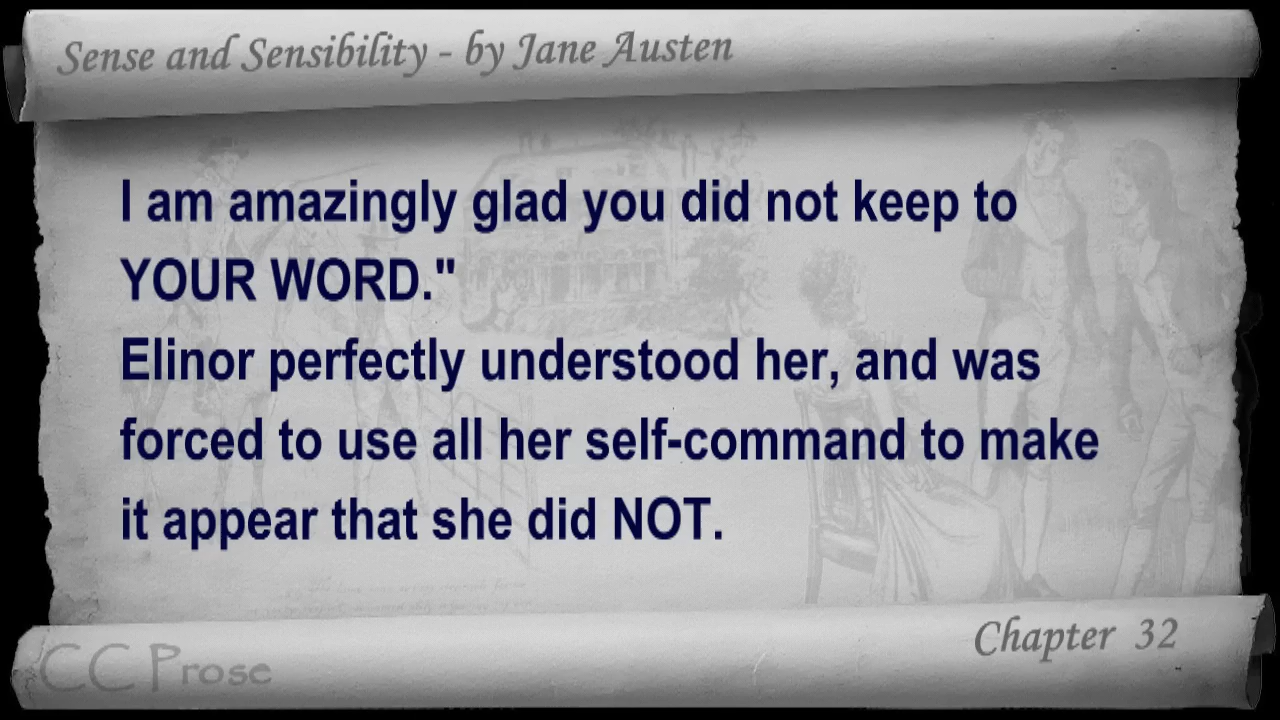 Sense and Sensibility - by Jane Austen
I am amazingly glad you did not keep to
YOUR WORD."
Elinor perfectly understood her, and was
forced to use all her self-command to make
it appear that she did NOT.
Chapter 32
CC Prose